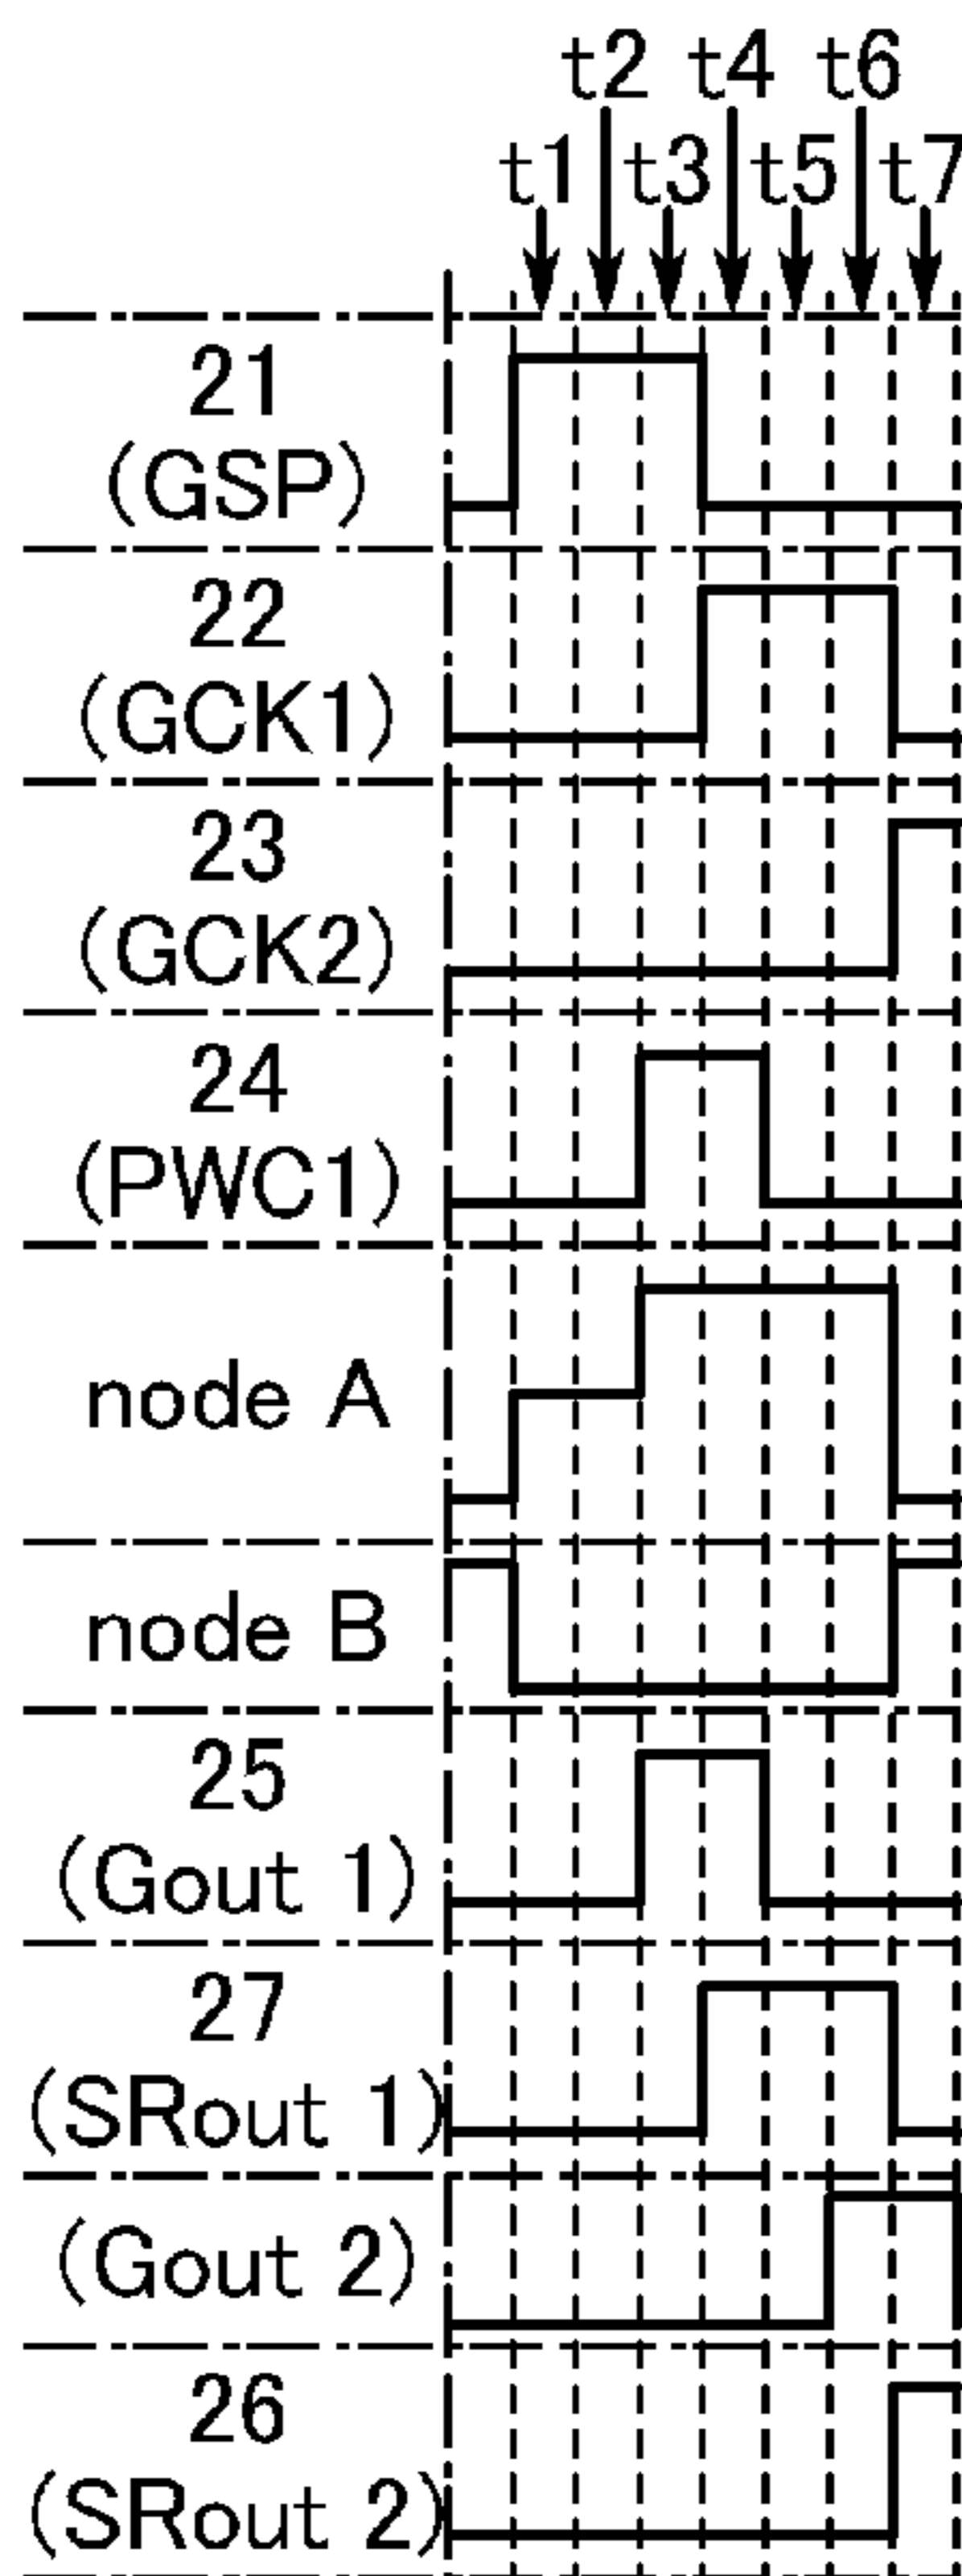 t2 t4 t6
t1 t3 t5 t7
21
(GSP)
22
(GCK1)
23
(GCK2)
24
(PWC1)
node A
node B
25
(Gout 1)
27
(SRout 1)
(Gout 2)
26
(SRout 2)